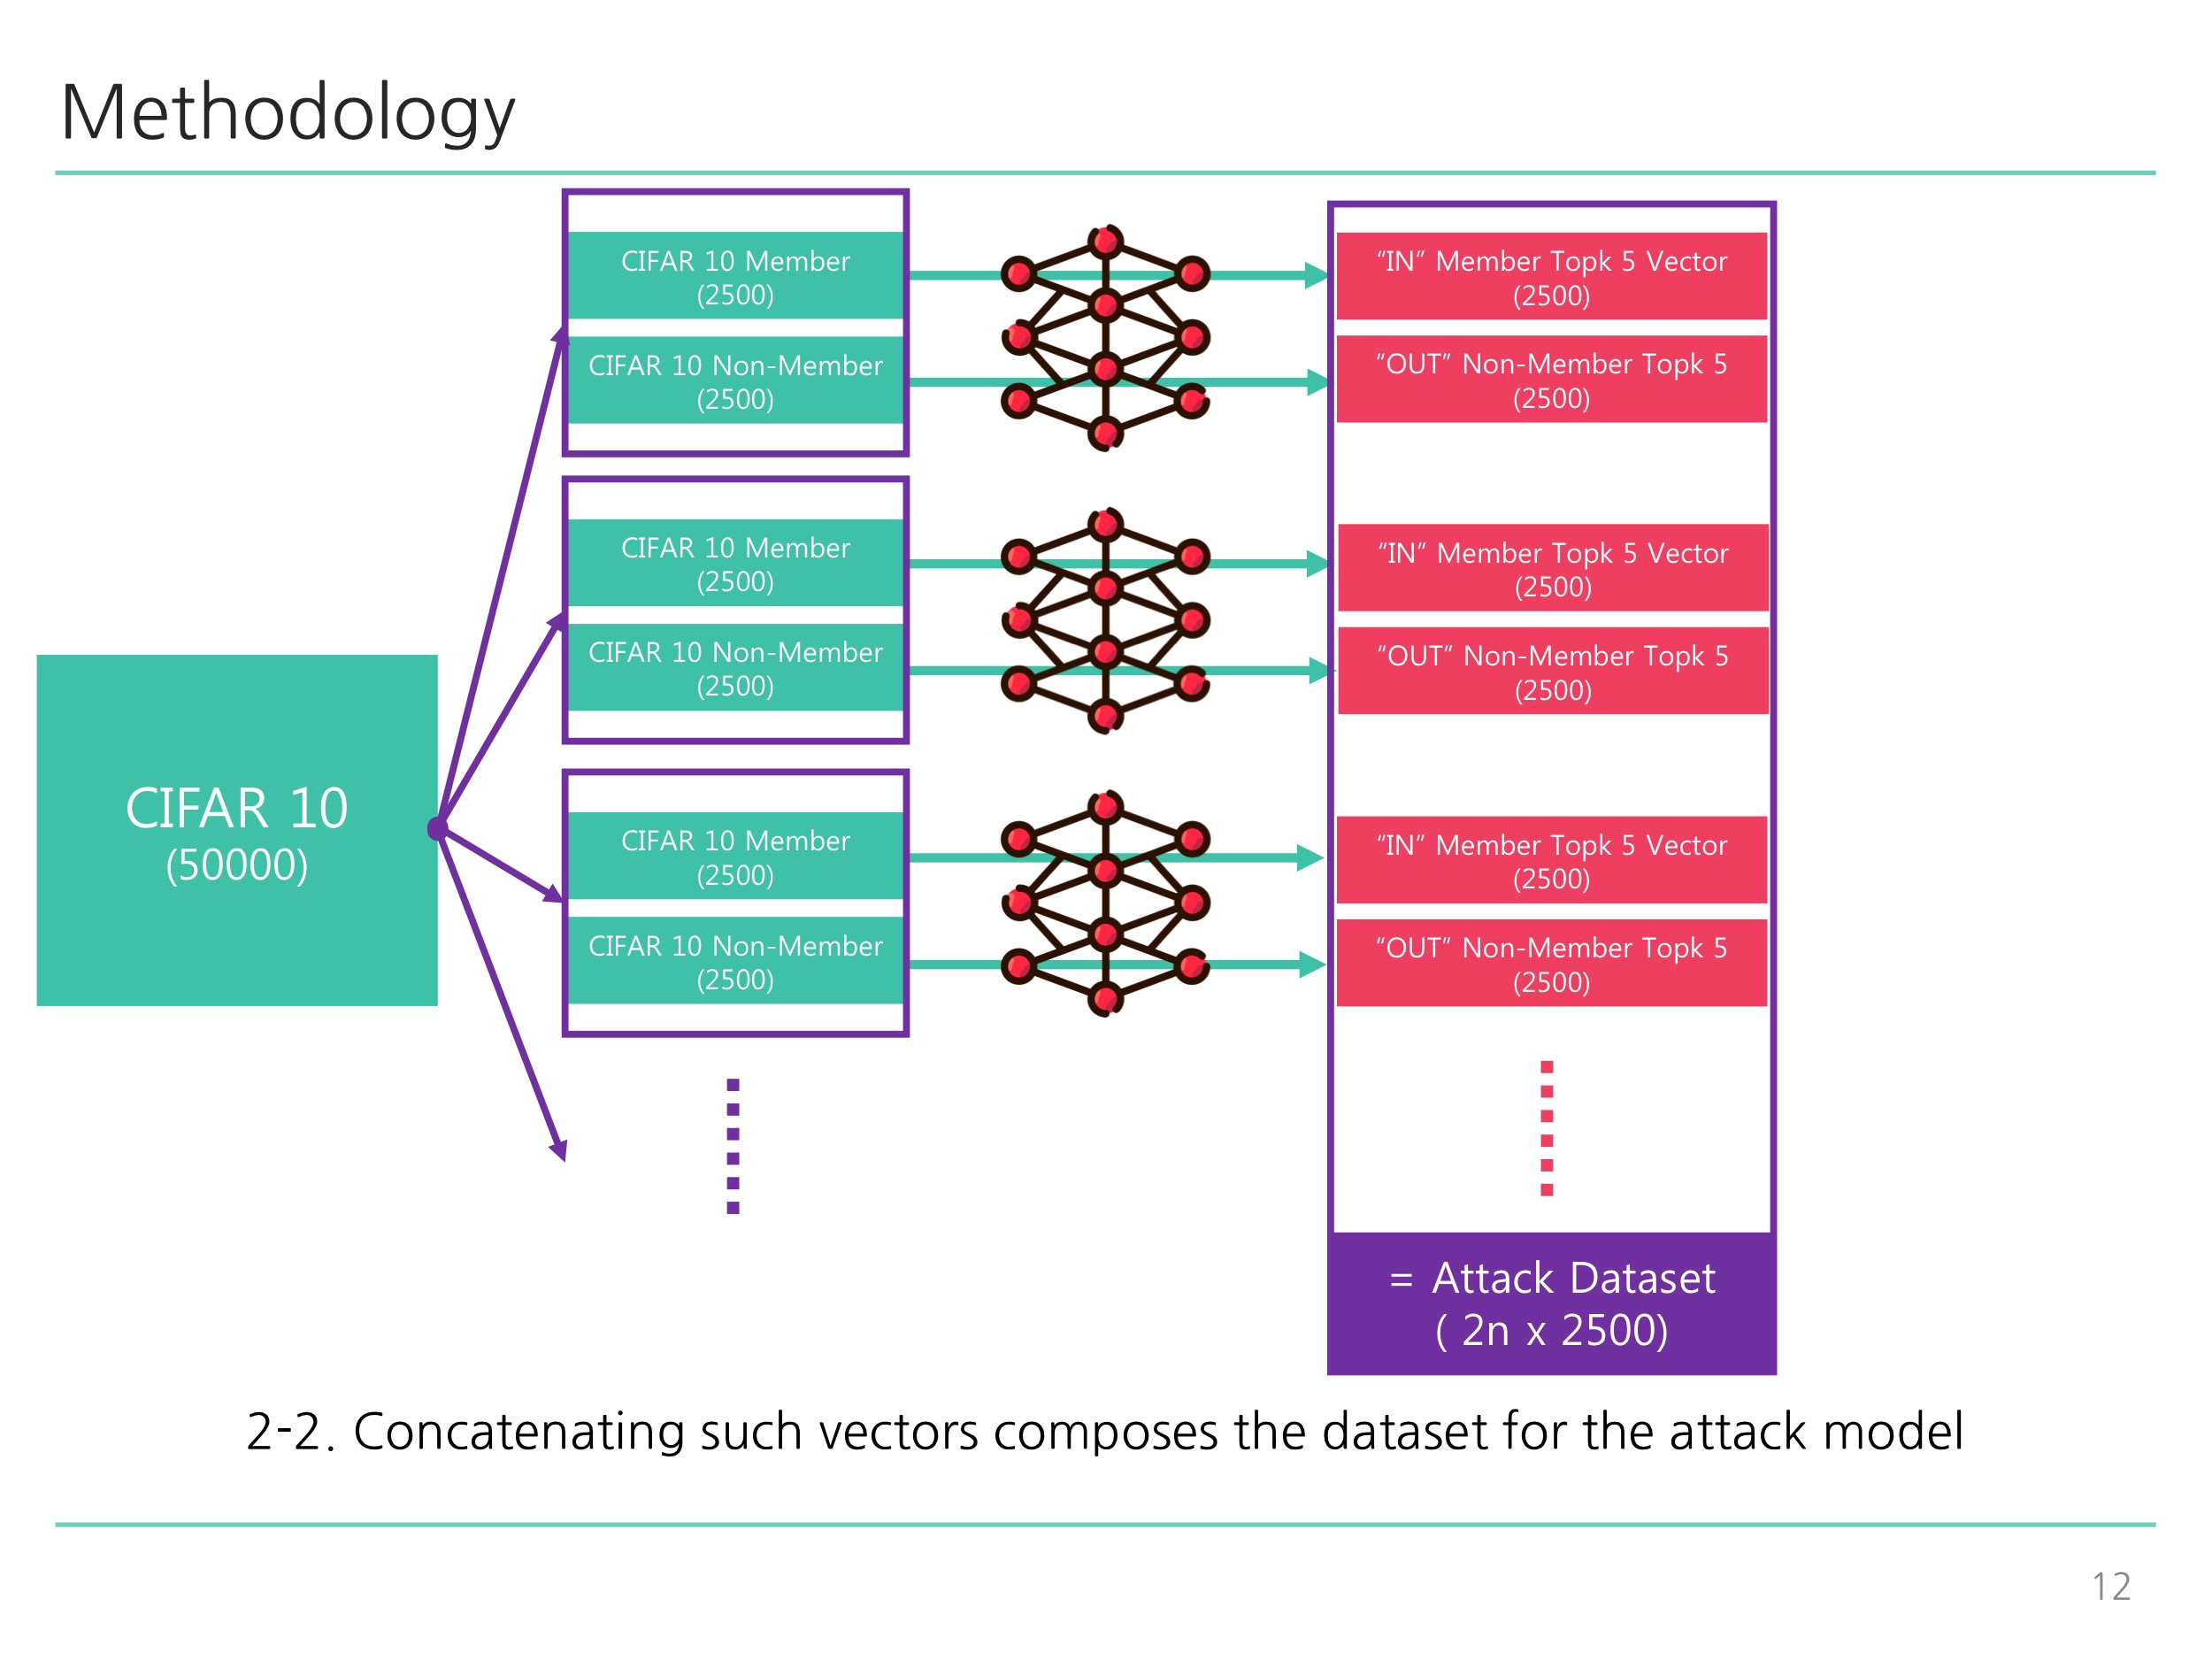 Methodology
CIFAR 10
(50000)
CIFAR 10 Member
(2500)
CIFAR 10 Non-Member
(2500)
CIFAR 10 Member
(2500)
CIFAR 10 Non-Member
(2500)
CIFAR 10 Member
(2500)
CIFAR 10 Non-Member
(2500)
“IN” Member Topk 5 Vector
(2500)
“OUT” Non-Member Topk 5
(2500)
“IN” Member Topk 5 Vector
(2500)
“OUT” Non-Member Topk 5
(2500)
“IN” Member Topk 5 Vector
(2500)
“OUT” Non-Member Topk 5
(2500)
= Attack Dataset
( 2n x 2500)
2-2. Concatenating such vectors composes the dataset for the attack model
12